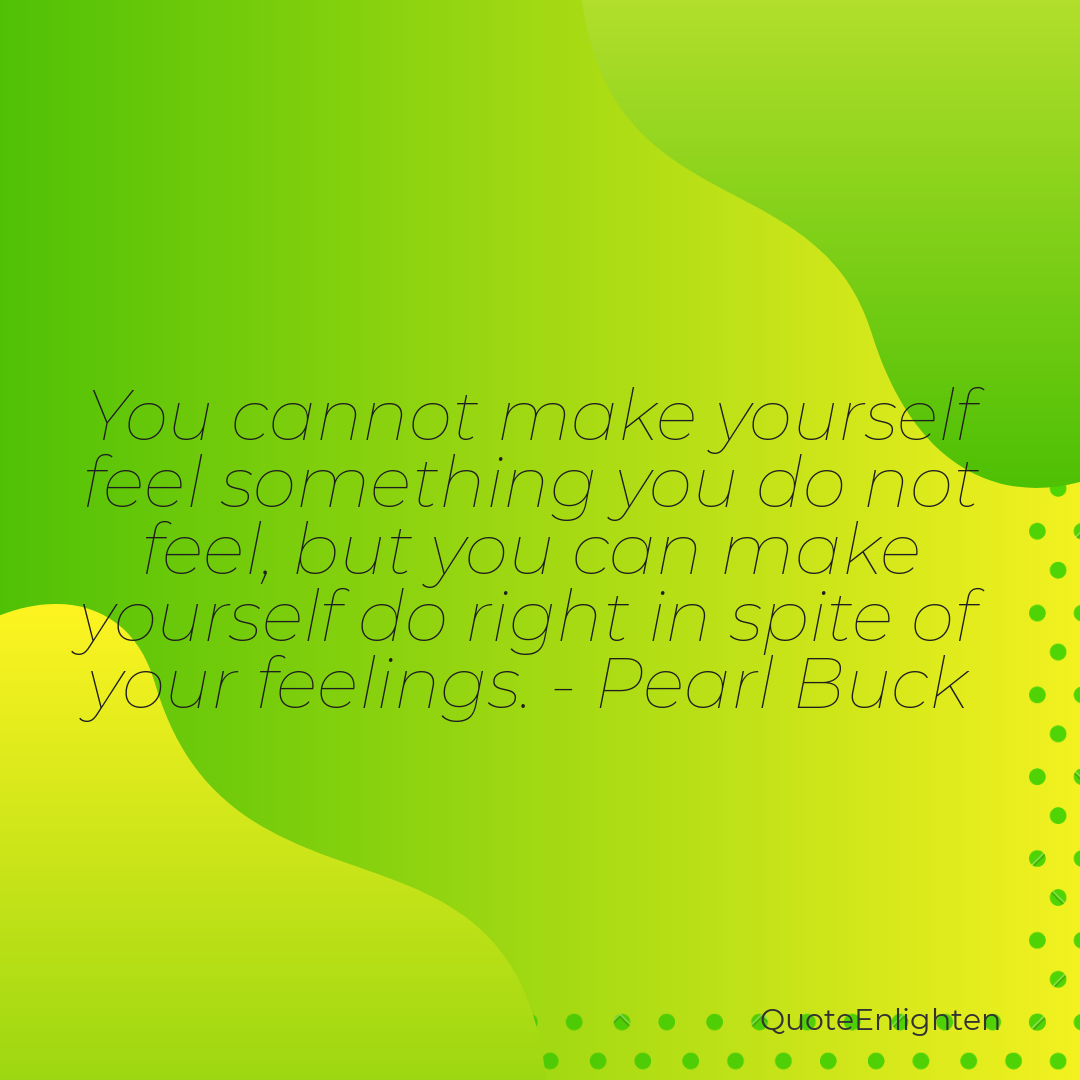 You cannot make yourself
feel something you do not
feel, but you can make
yourself do right in spite of
your feelings. - Pearl Buck
QuoteEnlighten